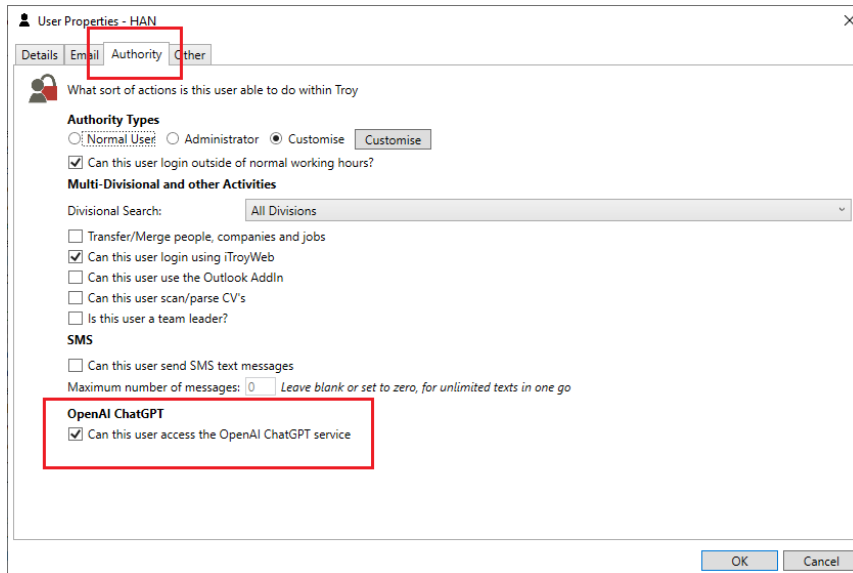 User Properties - HAN
Details Email Authority Other
What sort of actions is this user able to do within Troy
Authority Types
Normal User Administrator Customise Customise
Can this user login outside of normal working hours?
Multi-Divisional and other Activities
Divisional Search: All Divisions
Transfer/Merge people, companies and jobs
Can this user login using iTroyWeb
Can this user use the Outlook AddIn
Can this user scan/parse CV's
Is this user a team leader?
SMS
Can this user send SMS text messages
Maximum number of messages: 0 Leave blank or set to zero, for unlimited texts in one go
OpenAI ChatGPT
Can this user access the OpenAI ChatGPT service
OK Cancel